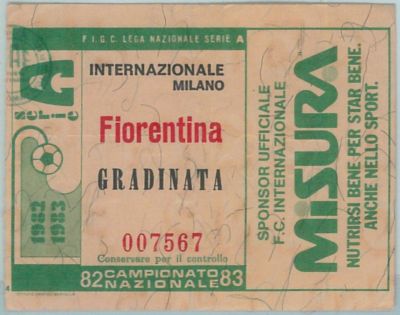 F.I.G.C. LEGA NAZIONALE SERIE A
A
serie
1982
1983
INTERNAZIONALE
MILANO
Fiorentina
GRADINATA
007567
Conservare per il controllo
82 CAMPIONATO NAZIONALE 83
SPONSOR UFFICIALE
F.C. INTERNAZIONALE
MiSURA
NUTRIRSI BENE PER STAR BENE.
ANCHE NELLO SPORT.